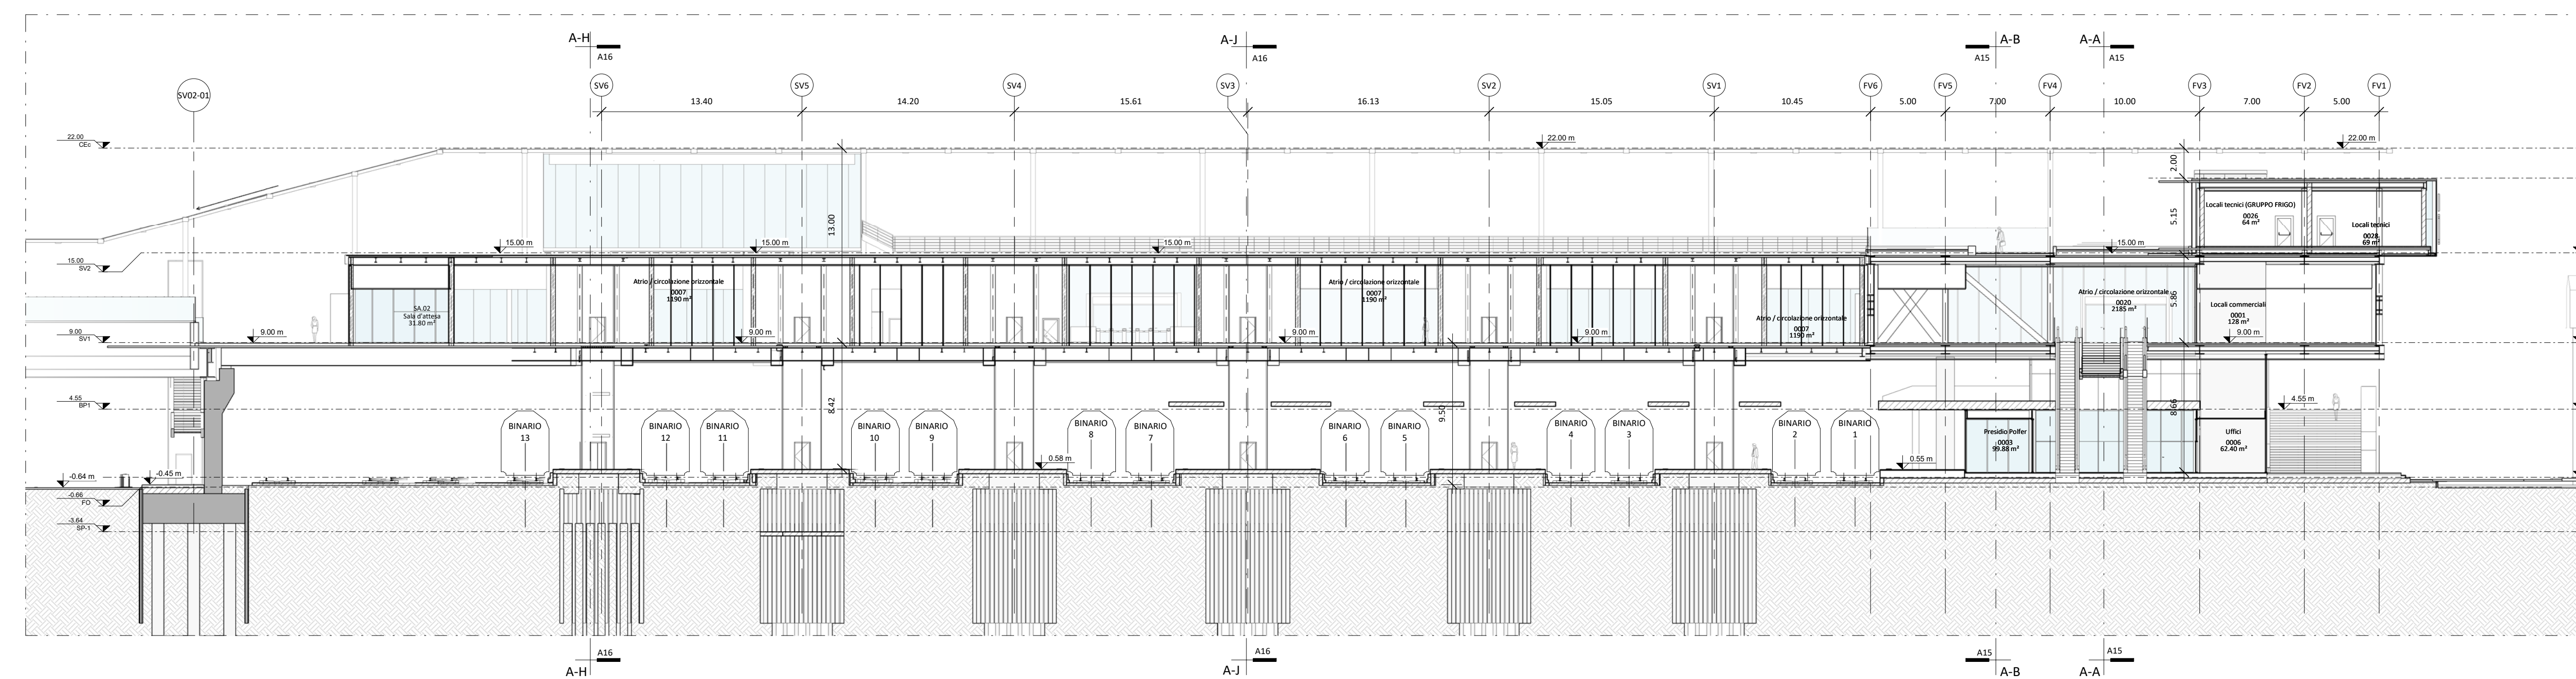 A-H
A16
A-J
A16
A-B
A15
A-A
A15
SV02-01
SV6
SV5
SV4
SV3
SV2
SV1
FV6
FV5
FV4
FV3
FV2
FV1
13.40
14.20
15.61
16.13
15.05
10.45
5.00
7.00
10.00
7.00
5.00
22.00
CEc
22.00 m
22.00 m
2.00
13.00
5.15
Locali tecnici (GRUPPO FRIGO)
0026
64 m²
Locali tecnici
0028
69 m²
15.00
SV2
15.00 m
15.00 m
15.00 m
15.00 m
SA.02
Sala d'attesa
31.80 m²
Atrio / circolazione orizzontale
0007
1190 m²
Atrio / circolazione orizzontale
0007
1190 m²
Atrio / circolazione orizzontale
0007
1190 m²
Atrio / circolazione orizzontale
0020
2185 m²
5.86
Locali commerciali
0001
128 m²
9.00
SV1
9.00 m
9.00 m
9.00 m
9.00 m
9.00 m
4.55
BP1
8.42
9.50
8.66
4.55 m
BINARIO
13
BINARIO
12
BINARIO
11
BINARIO
10
BINARIO
9
BINARIO
8
BINARIO
7
BINARIO
6
BINARIO
5
BINARIO
4
BINARIO
3
BINARIO
2
BINARIO
1
Presidio Polfer
0003
99.88 m²
Uffici
0006
62.40 m²
-0.64 m
-0.45 m
0.58 m
0.55 m
-0.66
FO
-3.64
SP-1
A-H
A16
A-J
A16
A15
A-B
A-A
A15